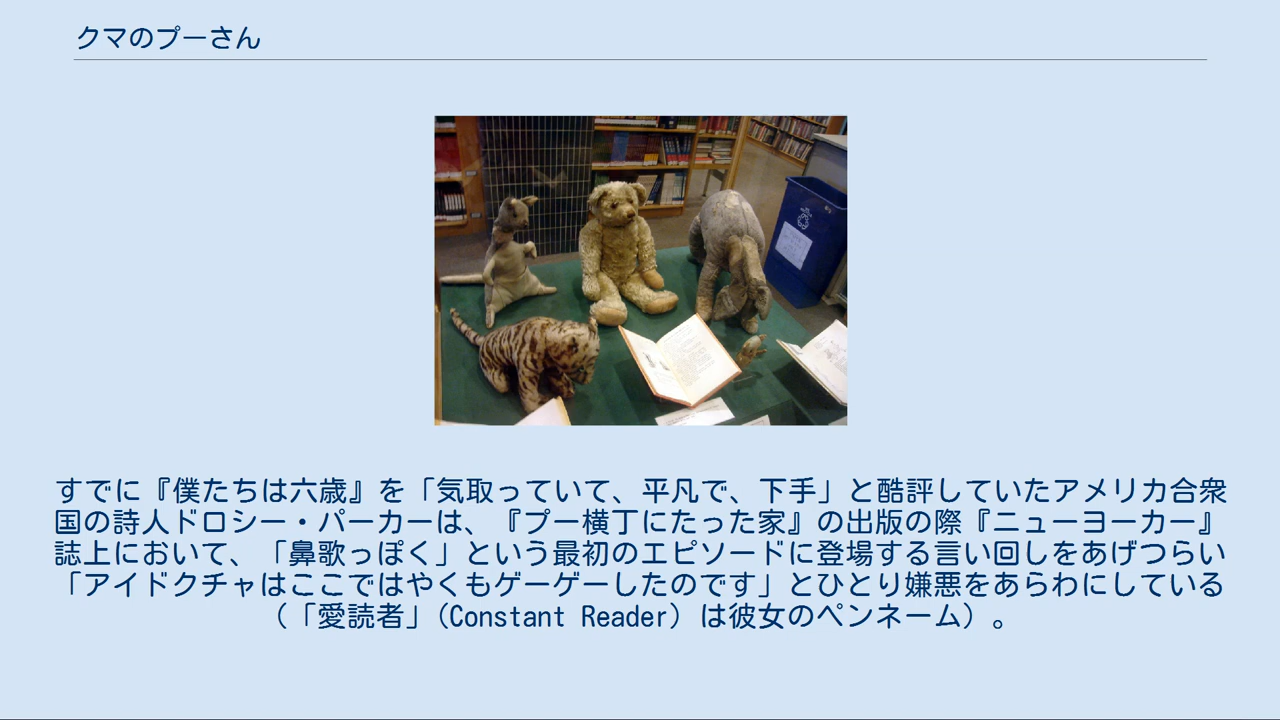 クマのプーさん
すでに『僕たちは六歳』を「気取っていて、平凡で、下手」と酷評していたアメリカ合衆
国の詩人ドロシー・パーカーは、『プー横丁にたった家』の出版の際『ニューヨーカー』
誌上において、「鼻歌っぽく」という最初のエピソードに登場する言い回しをあげつらい
「アイドクチャはここではやくもゲーゲーしたのです」とひとり嫌悪をあらわにしている
（「愛読者」（Constant Reader）は彼女のペンネーム）。